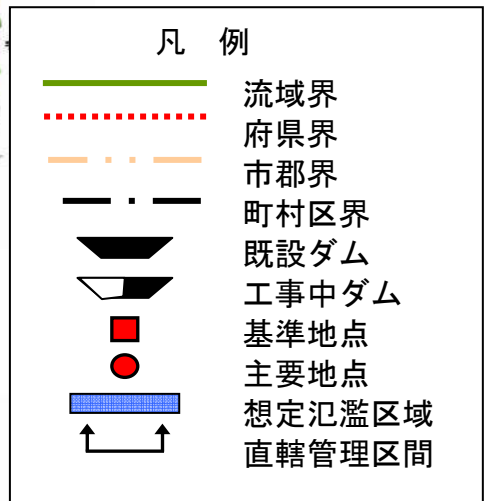 凡 例
流域界
府県界
市郡界
町村区界
既設ダム
工事中ダム
基準地点
主要地点
想定氾濫区域
直轄管理区間